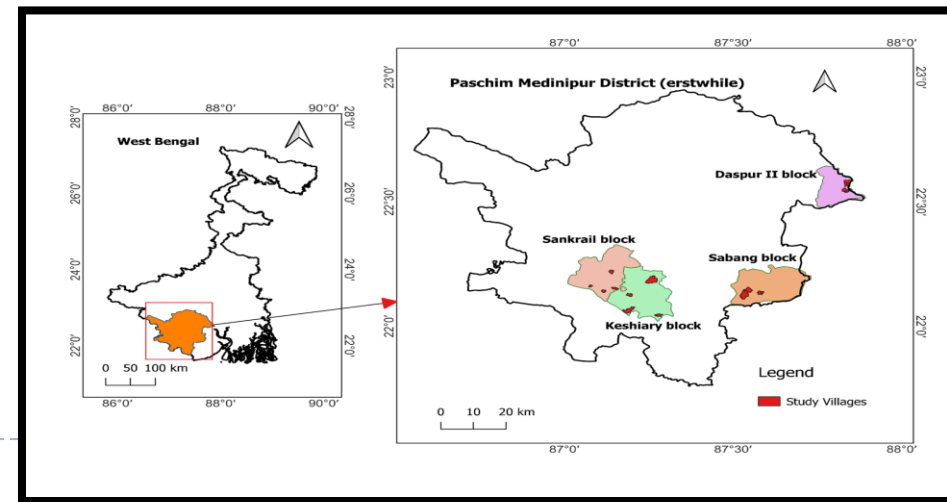 86°0'
88°0'
90°0'
28°0'
28°0'
West Bengal
26°0'
26°0'
24°0'
24°0'
22°0'
22°0'
0 50 100 km
86°0'
88°0'
90°0'
87°0'
87°30'
88°0'
23°0'
23°0'
Paschim Medinipur District (erstwhile)
Daspur II block
22°30'
22°30'
Sankrail block
Sabang block
Keshiary block
22°0'
22°0'
Legend
Study Villages
0 10 20 km
87°0'
87°30'
88°0'